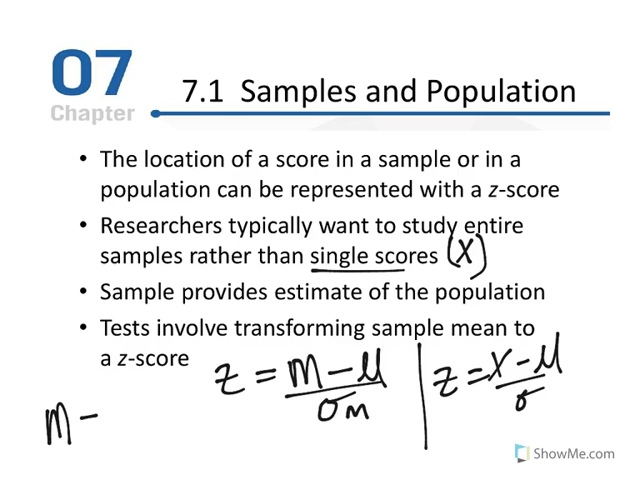 07
Chapter
7.1 Samples and Population
• The location of a score in a sample or in a
population can be represented with a z-score
• Researchers typically want to study entire
samples rather than single scores (X)
• Sample provides estimate of the population
• Tests involve transforming sample mean to
a z-score
z = M - μ / σM | z = X - μ / σ
M -
ShowMe.com